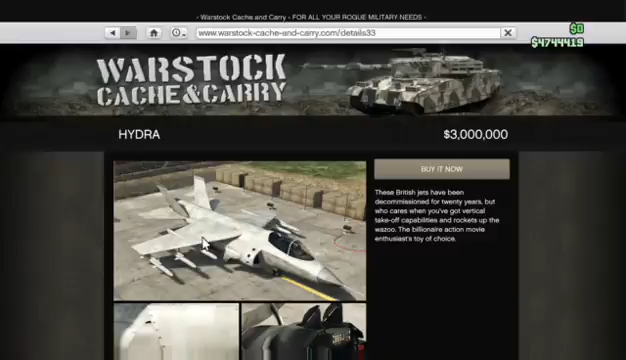 - Warstock Cache and Carry - FOR ALL YOUR ROGUE MILITARY NEEDS -
$0
www.warstock-cache-and-carry.com/details33
$4744419
WARSTOCK
CACHE&CARRY
HYDRA
$3,000,000
BUY IT NOW
These British jets have been
decommissioned for twenty years, but
who cares when you've got vertical
take-off capabilities and rockets up the
wazoo. The billionaire action movie
enthusiast's toy of choice.